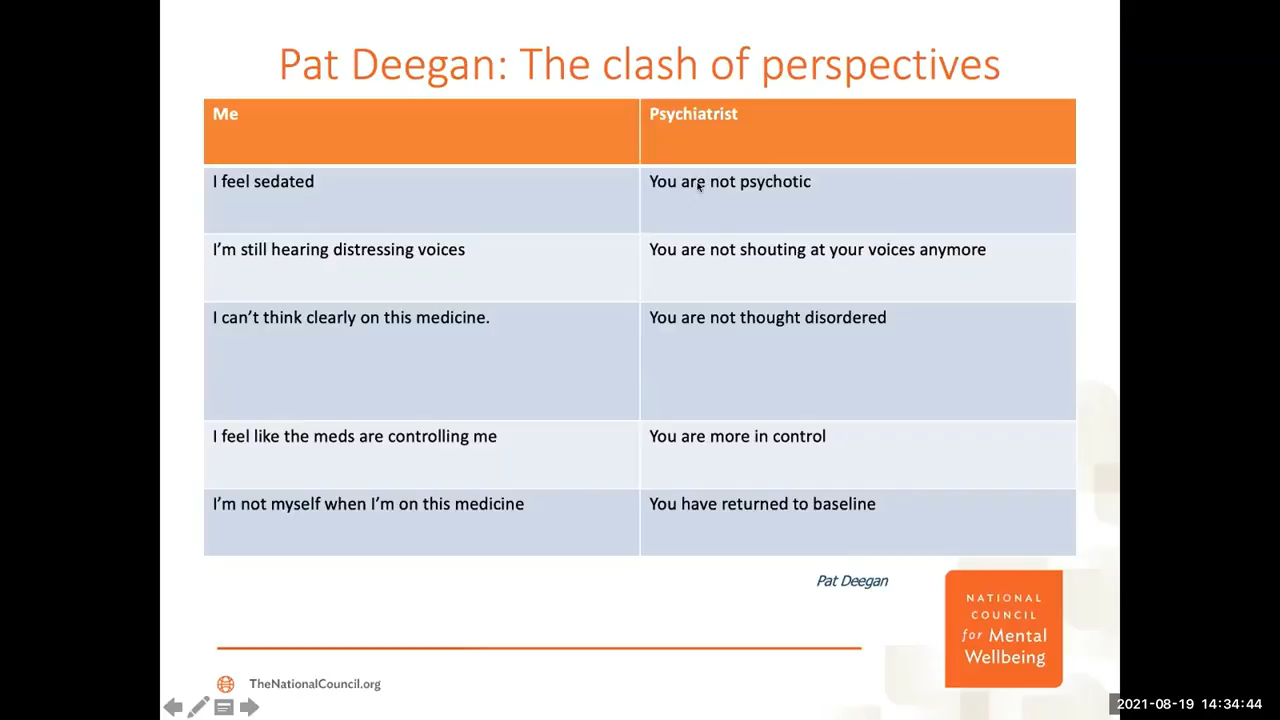 Pat Deegan: The clash of perspectives
Me
Psychiatrist
I feel sedated
You are not psychotic
I’m still hearing distressing voices
You are not shouting at your voices anymore
I can’t think clearly on this medicine.
You are not thought disordered
I feel like the meds are controlling me
You are more in control
I’m not myself when I’m on this medicine
You have returned to baseline
Pat Deegan
NATIONAL
COUNCIL
for Mental
Wellbeing
TheNationalCouncil.org
2021-08-19 14:34:44